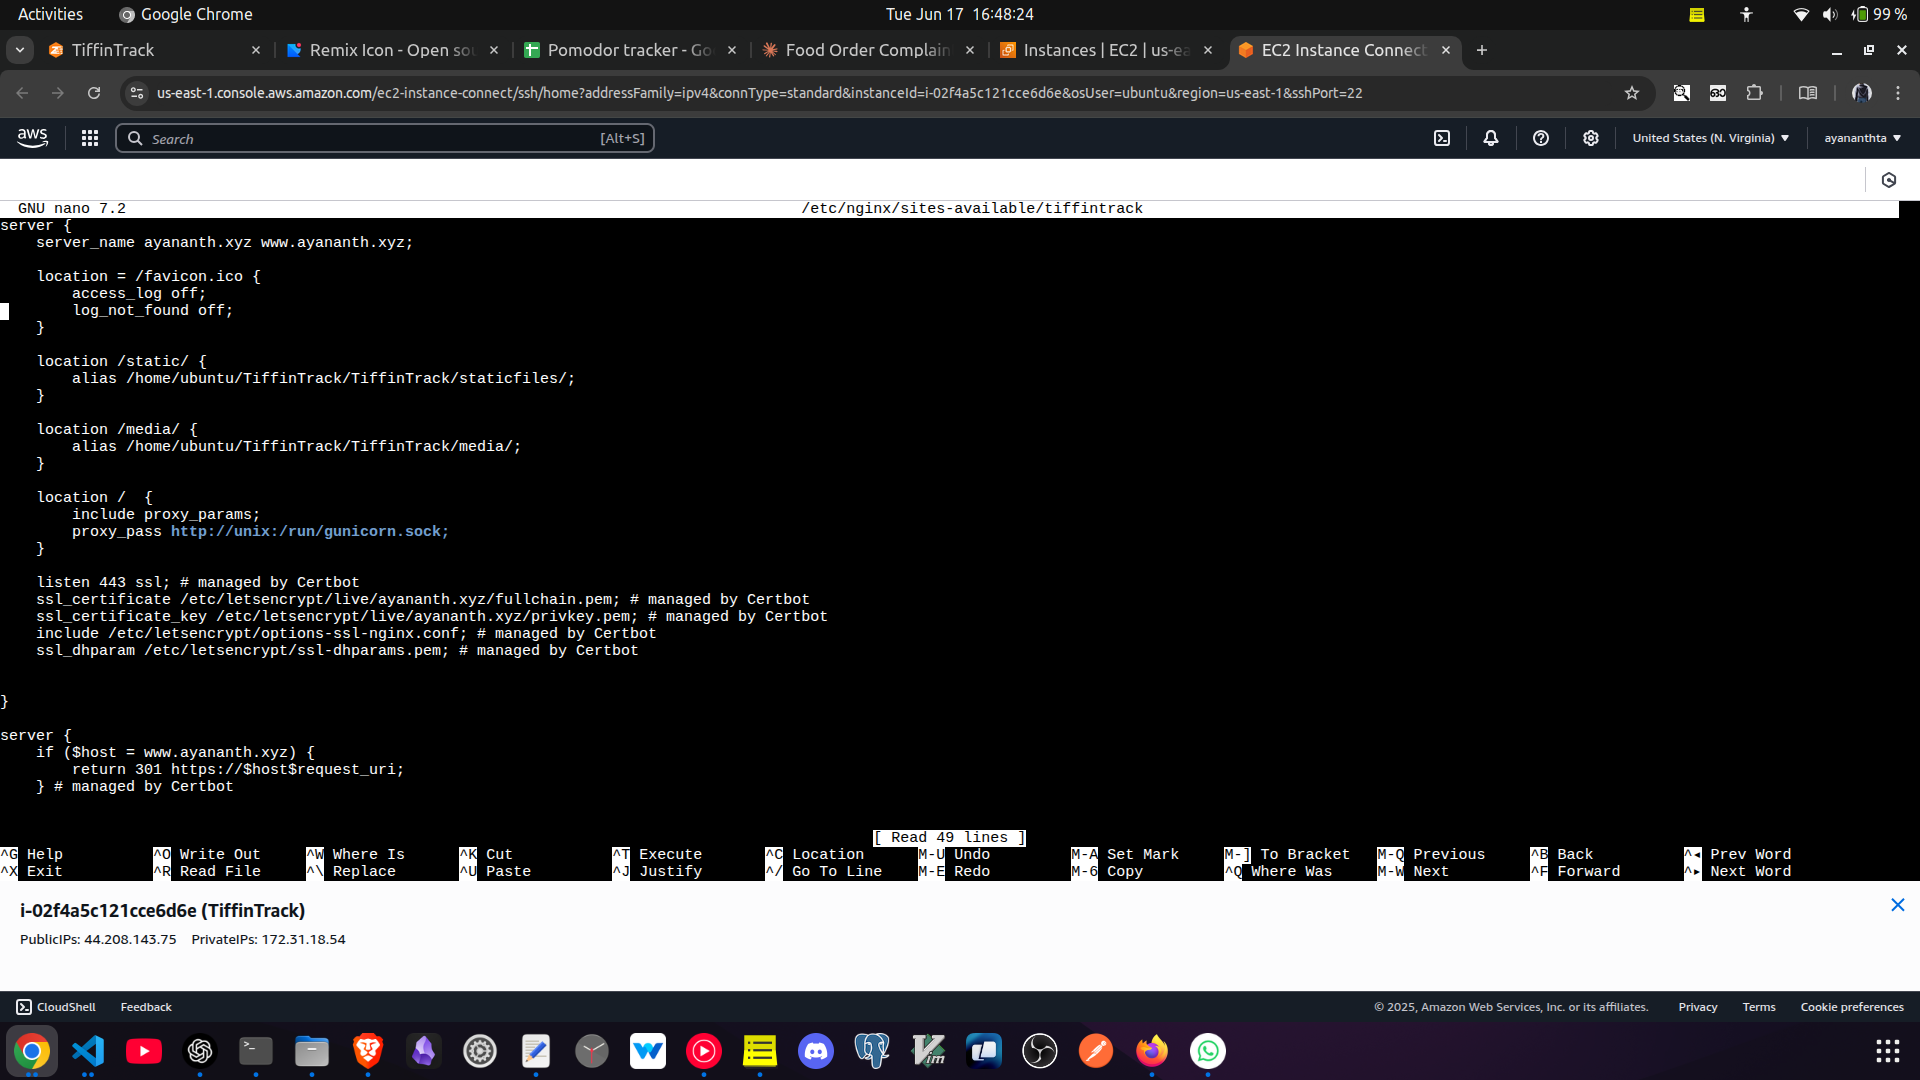 Activities
Google Chrome
Tue Jun 17  16:48:24
99 %
TiffinTrack
Remix Icon - Open sou
Pomodor tracker - Go
Food Order Complain
Instances | EC2 | us-ea
EC2 Instance Connect
us-east-1.console.aws.amazon.com/ec2-instance-connect/ssh/home?addressFamily=ipv4&connType=standard&instanceId=i-02f4a5c121cce6d6e&osUser=ubuntu&region=us-east-1&sshPort=22
aws
Search
[Alt+S]
United States (N. Virginia)
ayananthta
GNU nano 7.2 /etc/nginx/sites-available/tiffintrack
server {
    server_name ayananth.xyz www.ayananth.xyz;
    location = /favicon.ico {
        access_log off;
        log_not_found off;
    }
    location /static/ {
        alias /home/ubuntu/TiffinTrack/TiffinTrack/staticfiles/;
    }
    location /media/ {
        alias /home/ubuntu/TiffinTrack/TiffinTrack/media/;
    }
    location /  {
        include proxy_params;
        proxy_pass http://unix:/run/gunicorn.sock;
    }
    listen 443 ssl; # managed by Certbot
    ssl_certificate /etc/letsencrypt/live/ayananth.xyz/fullchain.pem; # managed by Certbot
    ssl_certificate_key /etc/letsencrypt/live/ayananth.xyz/privkey.pem; # managed by Certbot
    include /etc/letsencrypt/options-ssl-nginx.conf; # managed by Certbot
    ssl_dhparam /etc/letsencrypt/ssl-dhparams.pem; # managed by Certbot
}
server {
    if ($host = www.ayananth.xyz) {
        return 301 https://$host$request_uri;
    } # managed by Certbot
[ Read 49 lines ]
^G Help ^O Write Out ^W Where Is ^K Cut ^T Execute ^C Location M-U Undo M-A Set Mark M-] To Bracket M-Q Previous ^B Back ^◂ Prev Word
^X Exit ^R Read File ^\ Replace ^U Paste ^J Justify ^/ Go To Line M-E Redo M-6 Copy ^Q Where Was M-W Next ^F Forward ^▸ Next Word
i-02f4a5c121cce6d6e (TiffinTrack)
PublicIPs: 44.208.143.75 PrivateIPs: 172.31.18.54
CloudShell Feedback © 2025, Amazon Web Services, Inc. or its affiliates. Privacy Terms Cookie preferences